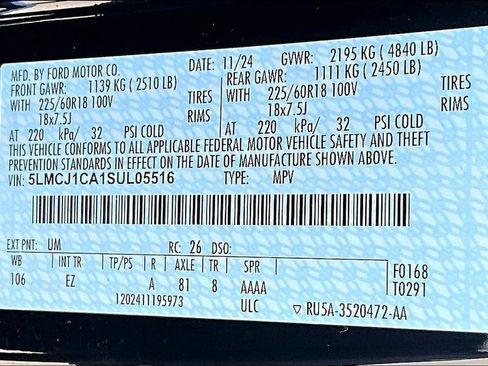 MFD. BY FORD MOTOR CO. DATE: 11/24 GVWR: 2195 KG (4840 LB)
FRONT GAWR: 1139 KG (2510 LB) REAR GAWR: 1111 KG (2450 LB)
WITH 225/60R18 100V TIRES WITH 225/60R18 100V TIRES
18x7.5J RIMS 18x7.5J RIMS
AT 220 kPa/ 32 PSI COLD AT 220 kPa/ 32 PSI COLD
THIS VEHICLE CONFORMS TO ALL APPLICABLE FEDERAL MOTOR VEHICLE SAFETY AND THEFT
PREVENTION STANDARDS IN EFFECT ON THE DATE OF MANUFACTURE SHOWN ABOVE.
VIN: 5LMCJ1CA1SUL05516 TYPE: MPV
EXT PNT: UM RC: 26 DSO:
WB INT TR TP/PS R AXLE TR SPR F0168
106 EZ A 81 8 AAAA T0291
1202411195973 ULC ▽ RU5A-3520472-AA